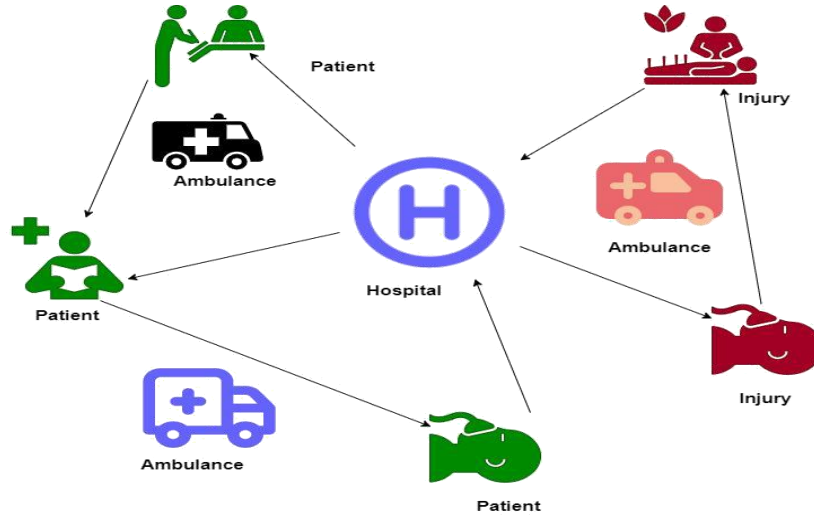 Patient
Injury
Ambulance
Ambulance
H
Hospital
Patient
Injury
Ambulance
Patient